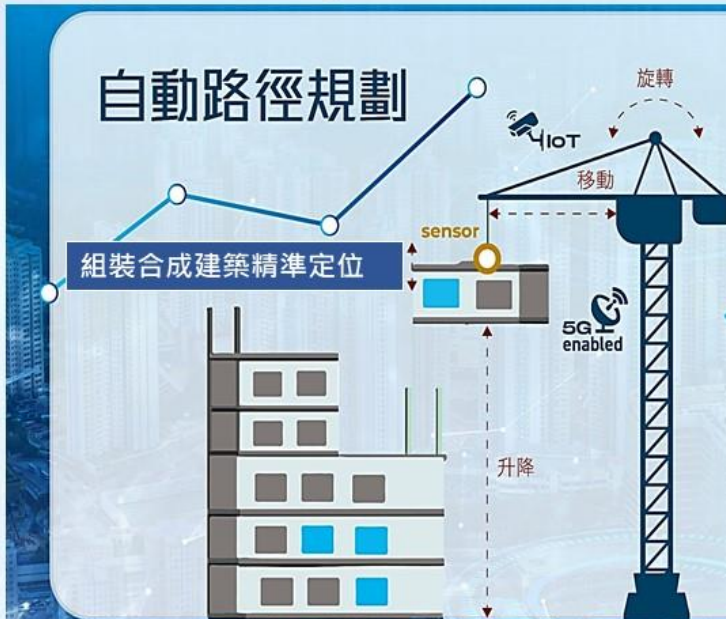 自動路徑規劃
旋轉
IoT
移動
sensor
組裝合成建築精準定位
5G
enabled
升降